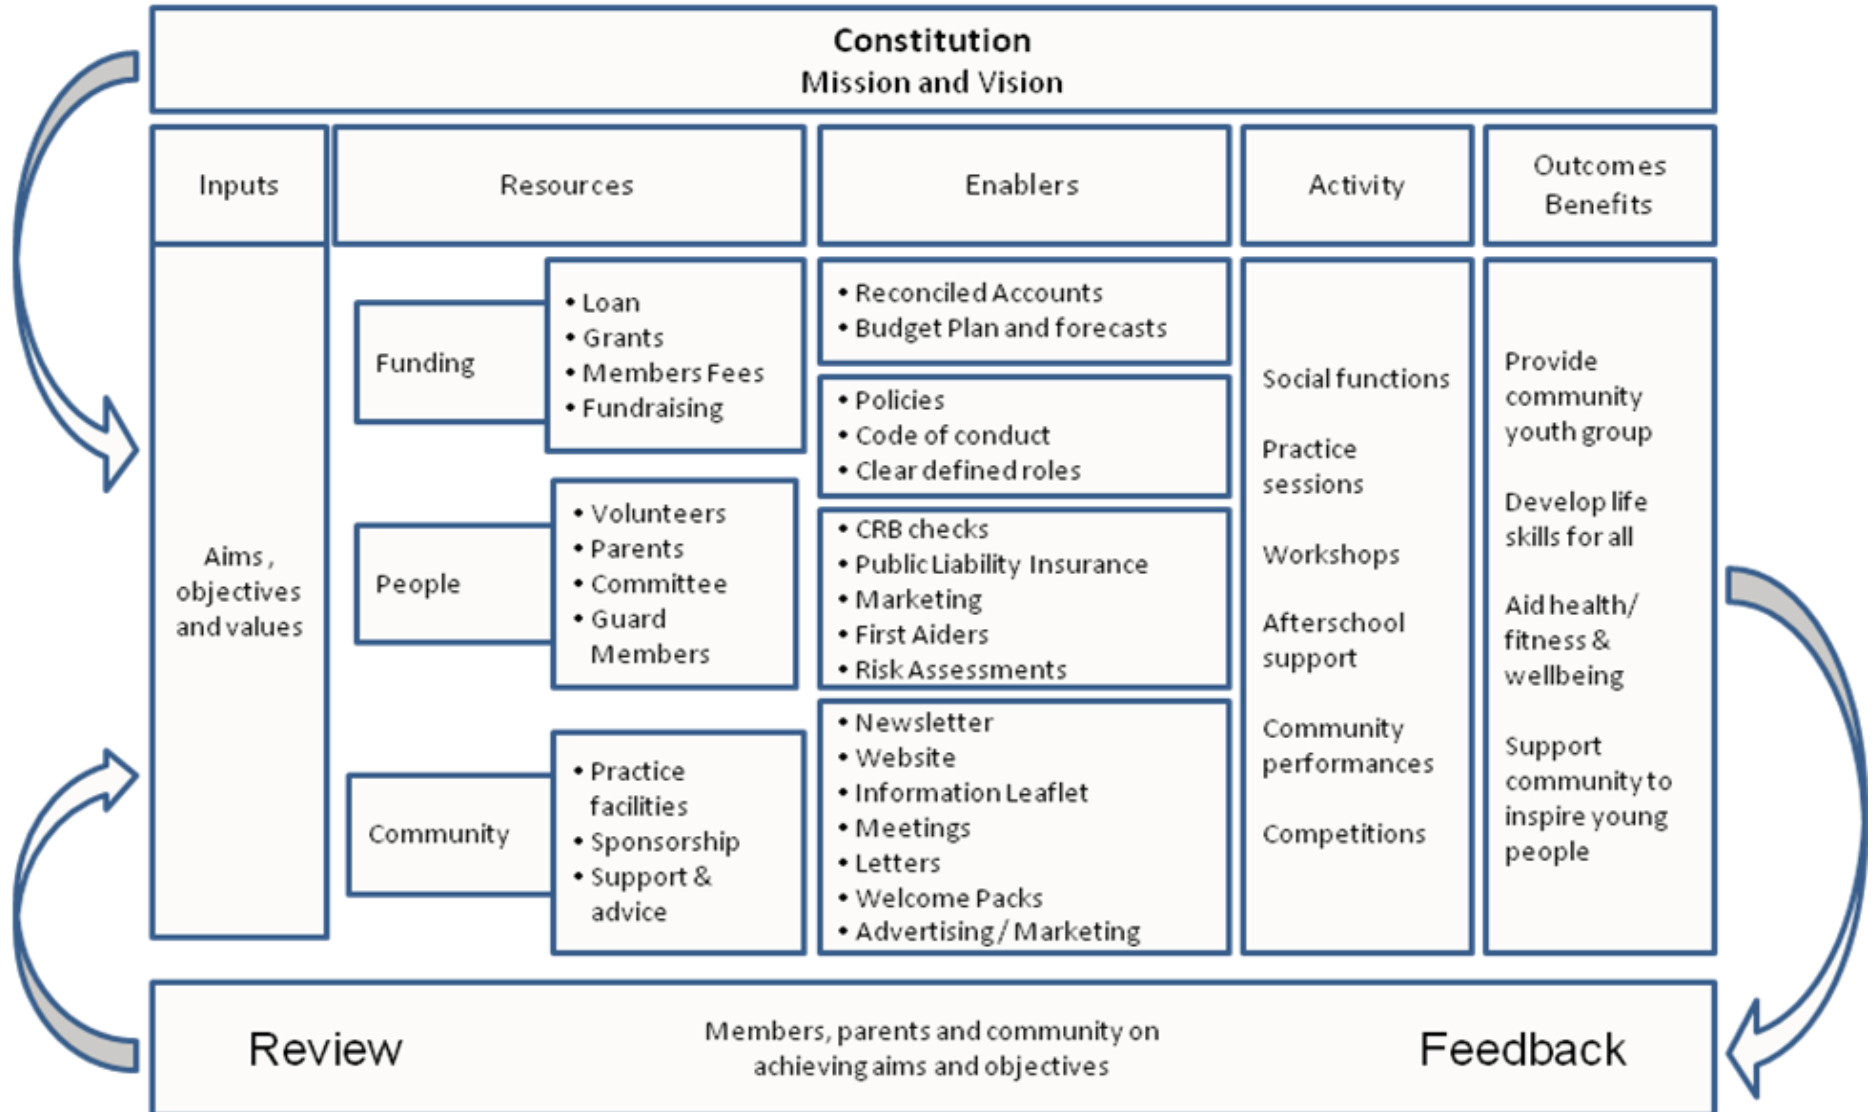 Constitution
Mission and Vision
Inputs
Resources
Enablers
Activity
Outcomes
Benefits
Aims,
objectives
and values
Funding
• Loan
• Grants
• Members Fees
• Fundraising
People
• Volunteers
• Parents
• Committee
• Guard
Members
Community
• Practice
facilities
• Sponsorship
• Support &
advice
• Reconciled Accounts
• Budget Plan and forecasts
• Policies
• Code of conduct
• Clear defined roles
• CRB checks
• Public Liability Insurance
• Marketing
• First Aiders
• Risk Assessments
• Newsletter
• Website
• Information Leaflet
• Meetings
• Letters
• Welcome Packs
• Advertising / Marketing
Social functions
Practice
sessions
Workshops
Afterschool
support
Community
performances
Competitions
Provide
community
youth group
Develop life
skills for all
Aid health/
fitness &
wellbeing
Support
community to
inspire young
people
Review
Members, parents and community on
achieving aims and objectives
Feedback